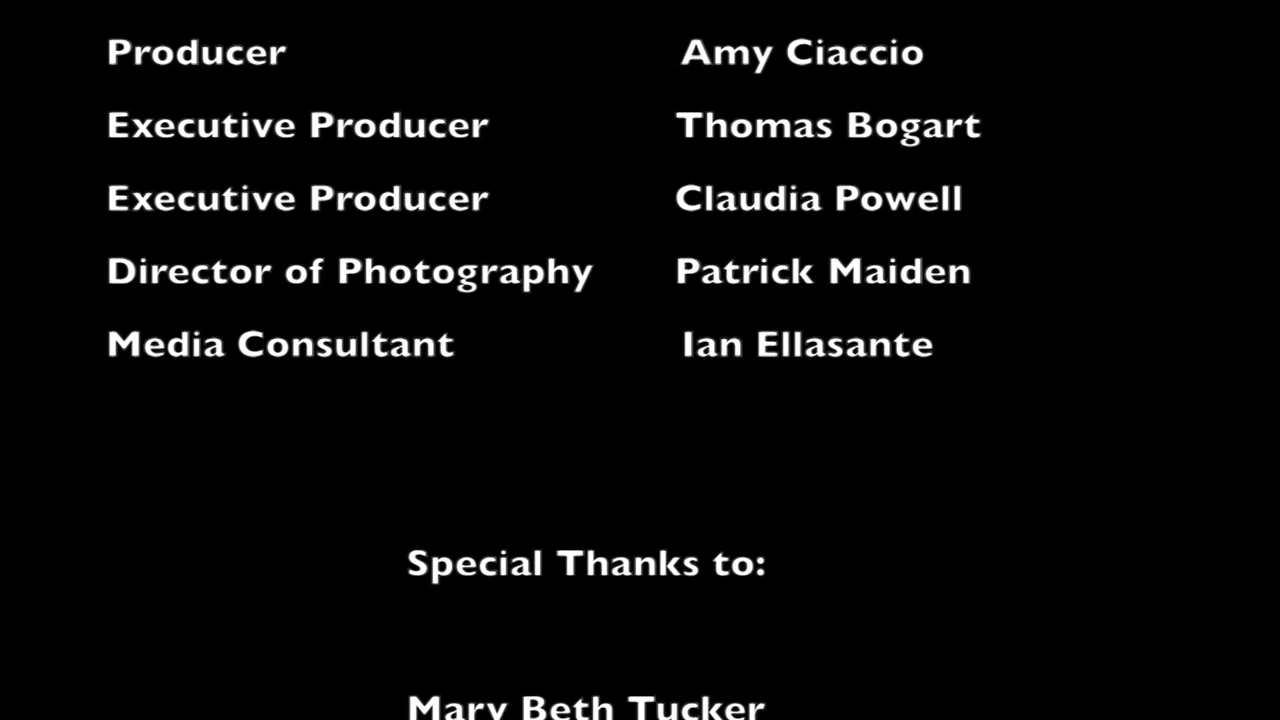 Producer Amy Ciaccio
Executive Producer Thomas Bogart
Executive Producer Claudia Powell
Director of Photography Patrick Maiden
Media Consultant Ian Ellasante
Special Thanks to:
Mary Beth Tucker